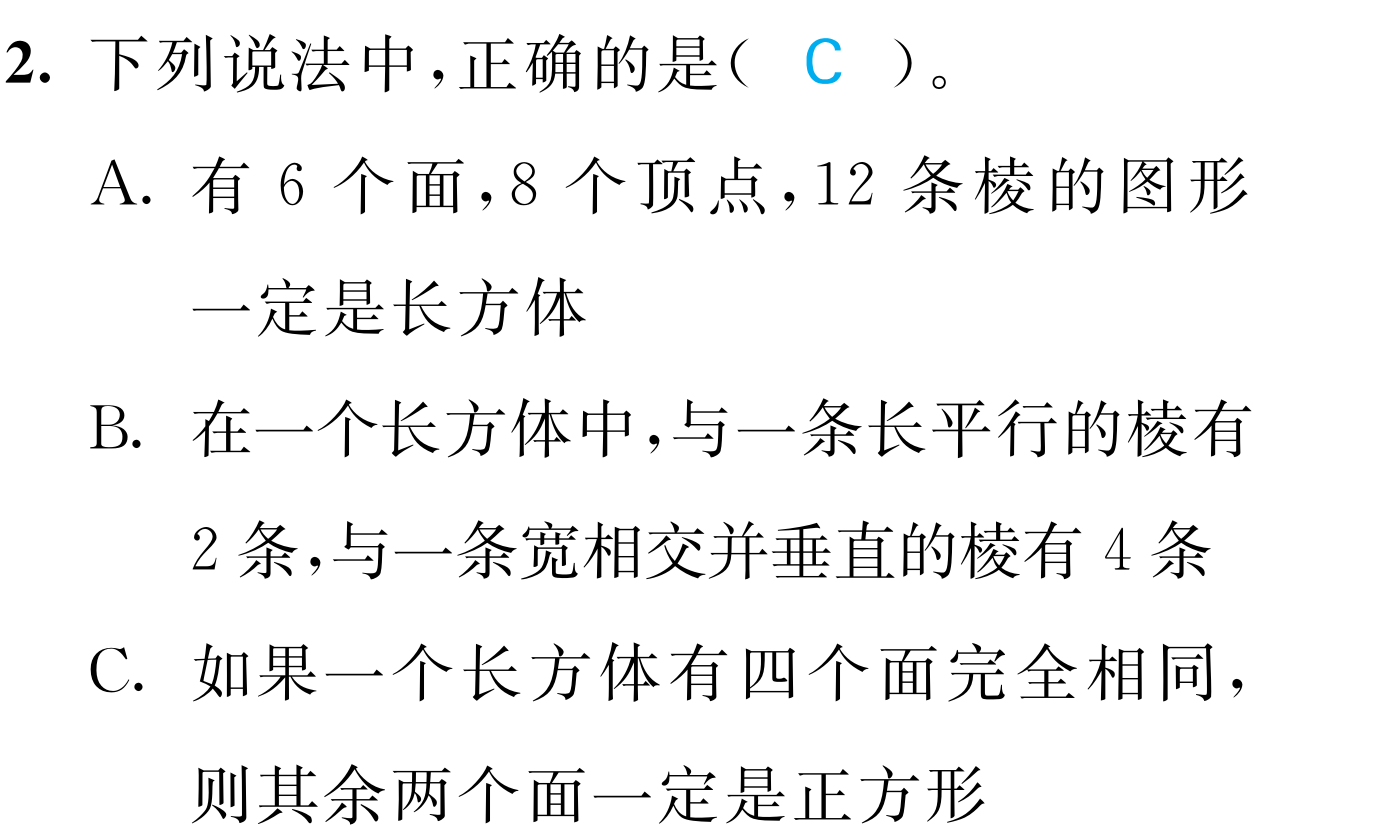 2. 下列说法中,正确的是( C )。
A. 有 6 个面,8 个顶点,12 条棱的图形
一定是长方体
B. 在一个长方体中,与一条长平行的棱有
2 条,与一条宽相交并垂直的棱有 4 条
C. 如果一个长方体有四个面完全相同,
则其余两个面一定是正方形